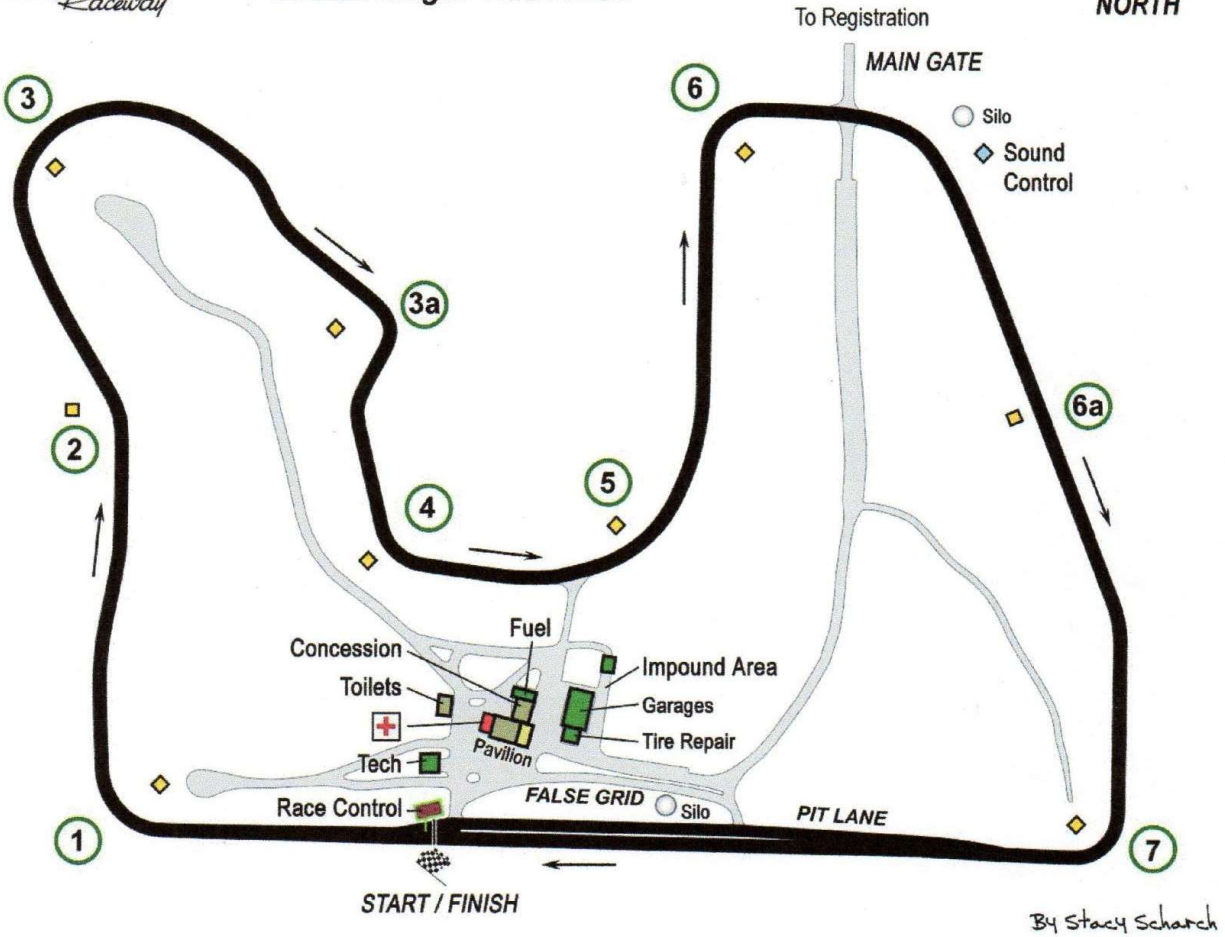 Raceway
NORTH
To Registration
MAIN GATE
3
6
Silo
Sound
Control
3a
6a
2
5
4
Fuel
Concession
Impound Area
Toilets
Garages
Tire Repair
Pavilion
Tech
FALSE GRID
Race Control
Silo
PIT LANE
1
7
START / FINISH
By Stacy Scharch